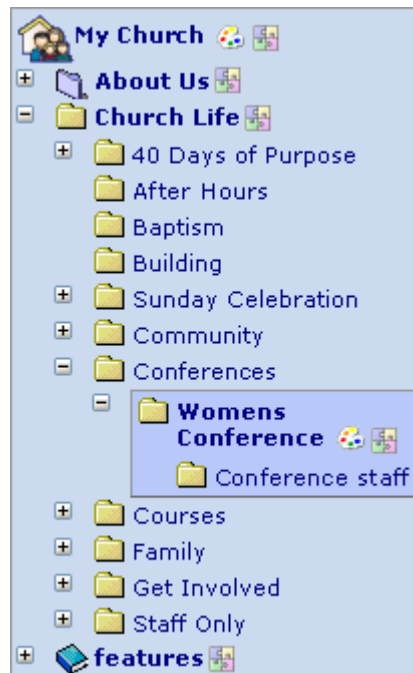 My Church
About Us
Church Life
40 Days of Purpose
After Hours
Baptism
Building
Sunday Celebration
Community
Conferences
Womens
Conference
Conference staff
Courses
Family
Get Involved
Staff Only
features